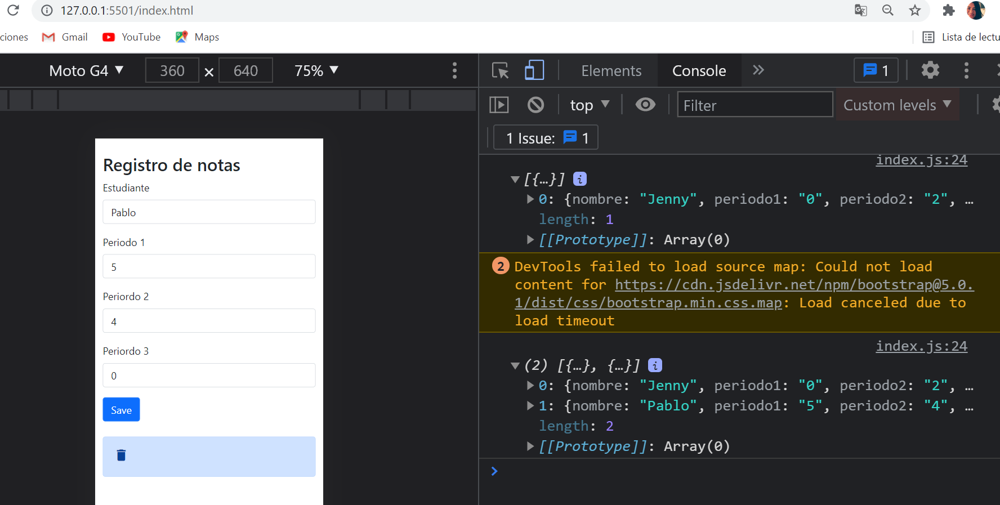 127.0.0.1:5501/index.html
ciones Gmail YouTube Maps Lista de lectu
Moto G4 ▼ 360 × 640 75% ▼
Elements Console » 1
top ▼ Filter Custom levels ▼
1 Issue: 1
Registro de notas
Estudiante
Pablo
Periodo 1
5
Periordo 2
4
Periordo 3
0
Save
index.js:24
▼ [{…}] i
▶ 0: {nombre: "Jenny", periodo1: "0", periodo2: "2", …
length: 1
▶ [[Prototype]]: Array(0)
2 DevTools failed to load source map: Could not load
content for https://cdn.jsdelivr.net/npm/bootstrap@5.0.
1/dist/css/bootstrap.min.css.map: Load canceled due to
load timeout
index.js:24
▼ (2) [{…}, {…}] i
▶ 0: {nombre: "Jenny", periodo1: "0", periodo2: "2", …
▶ 1: {nombre: "Pablo", periodo1: "5", periodo2: "4", …
length: 2
▶ [[Prototype]]: Array(0)
>